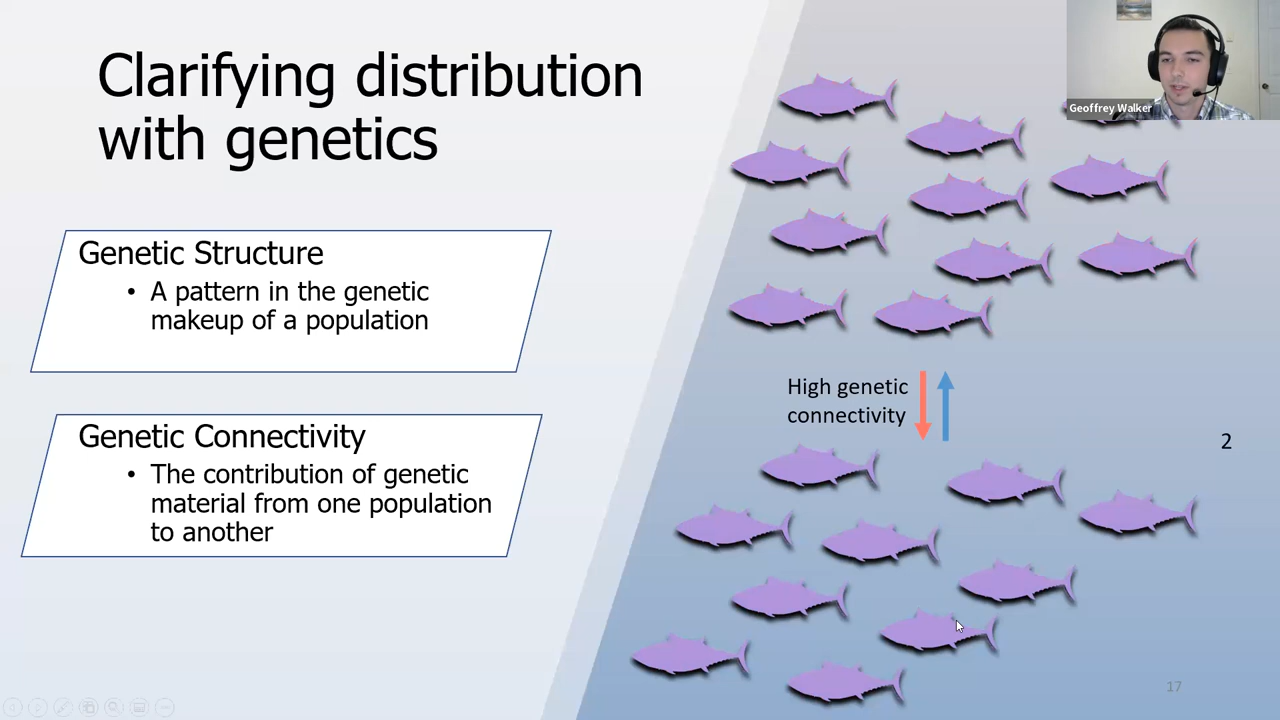 Clarifying distribution
with genetics
Genetic Structure
• A pattern in the genetic
makeup of a population
Genetic Connectivity
• The contribution of genetic
material from one population
to another
High genetic
connectivity
2
17
Geoffrey Walker